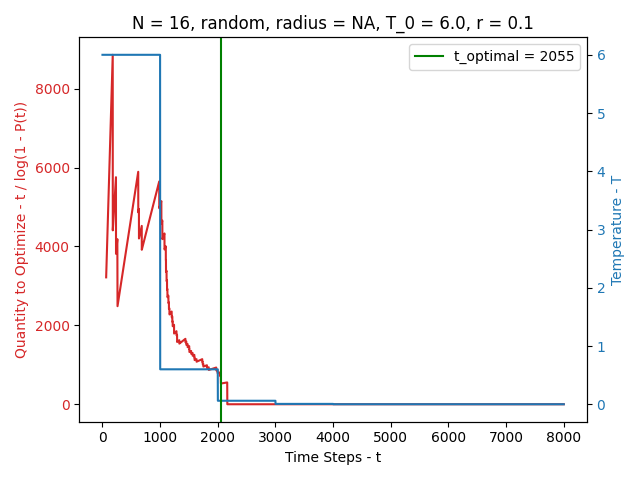 N = 16, random, radius = NA, T_0 = 6.0, r = 0.1
t_optimal = 2055
Quantity to Optimize - t / log(1 - P(t))
8000
6000
4000
2000
0
6
5
4
3
2
1
0
Temperature - T
0 1000 2000 3000 4000 5000 6000 7000 8000
Time Steps - t